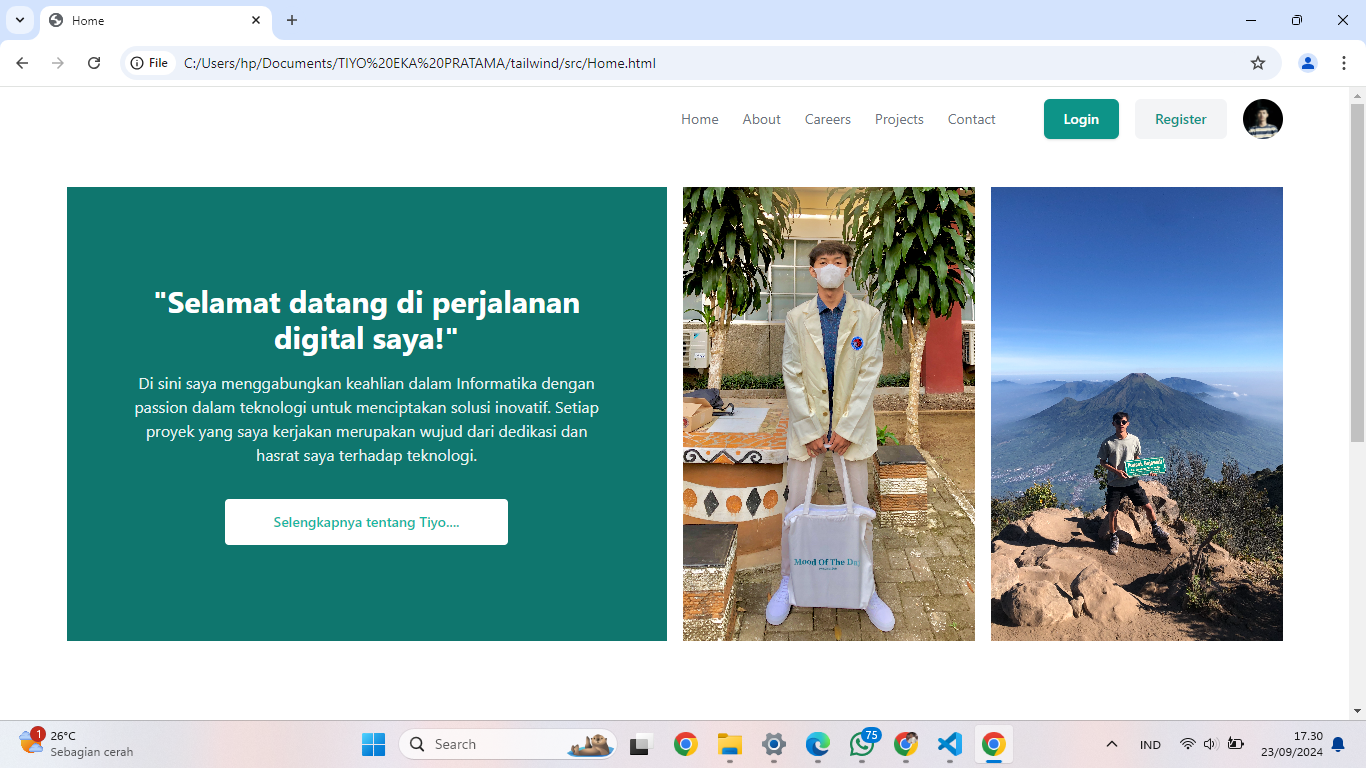 Home
File
C:/Users/hp/Documents/TIYO%20EKA%20PRATAMA/tailwind/src/Home.html
Home About Careers Projects Contact Login Register
"Selamat datang di perjalanan
digital saya!"
Di sini saya menggabungkan keahlian dalam Informatika dengan
passion dalam teknologi untuk menciptakan solusi inovatif. Setiap
proyek yang saya kerjakan merupakan wujud dari dedikasi dan
hasrat saya terhadap teknologi.
Selengkapnya tentang Tiyo....
Mood Of The Day
1
26°C
Sebagian cerah
Search
75
IND
17.30
23/09/2024